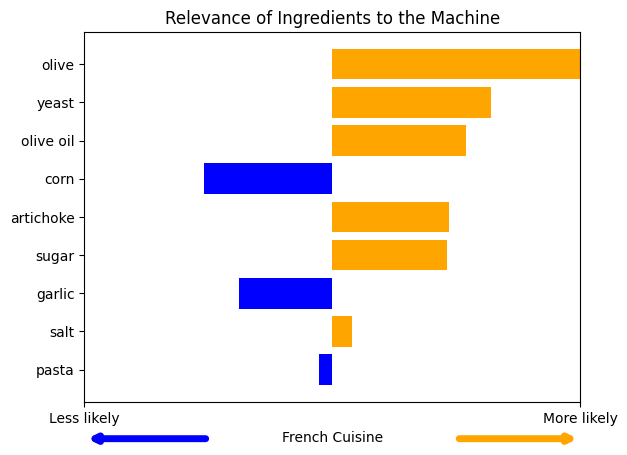 Relevance of Ingredients to the Machine
olive
yeast
olive oil
corn
artichoke
sugar
garlic
salt
pasta
Less likely
More likely
French Cuisine